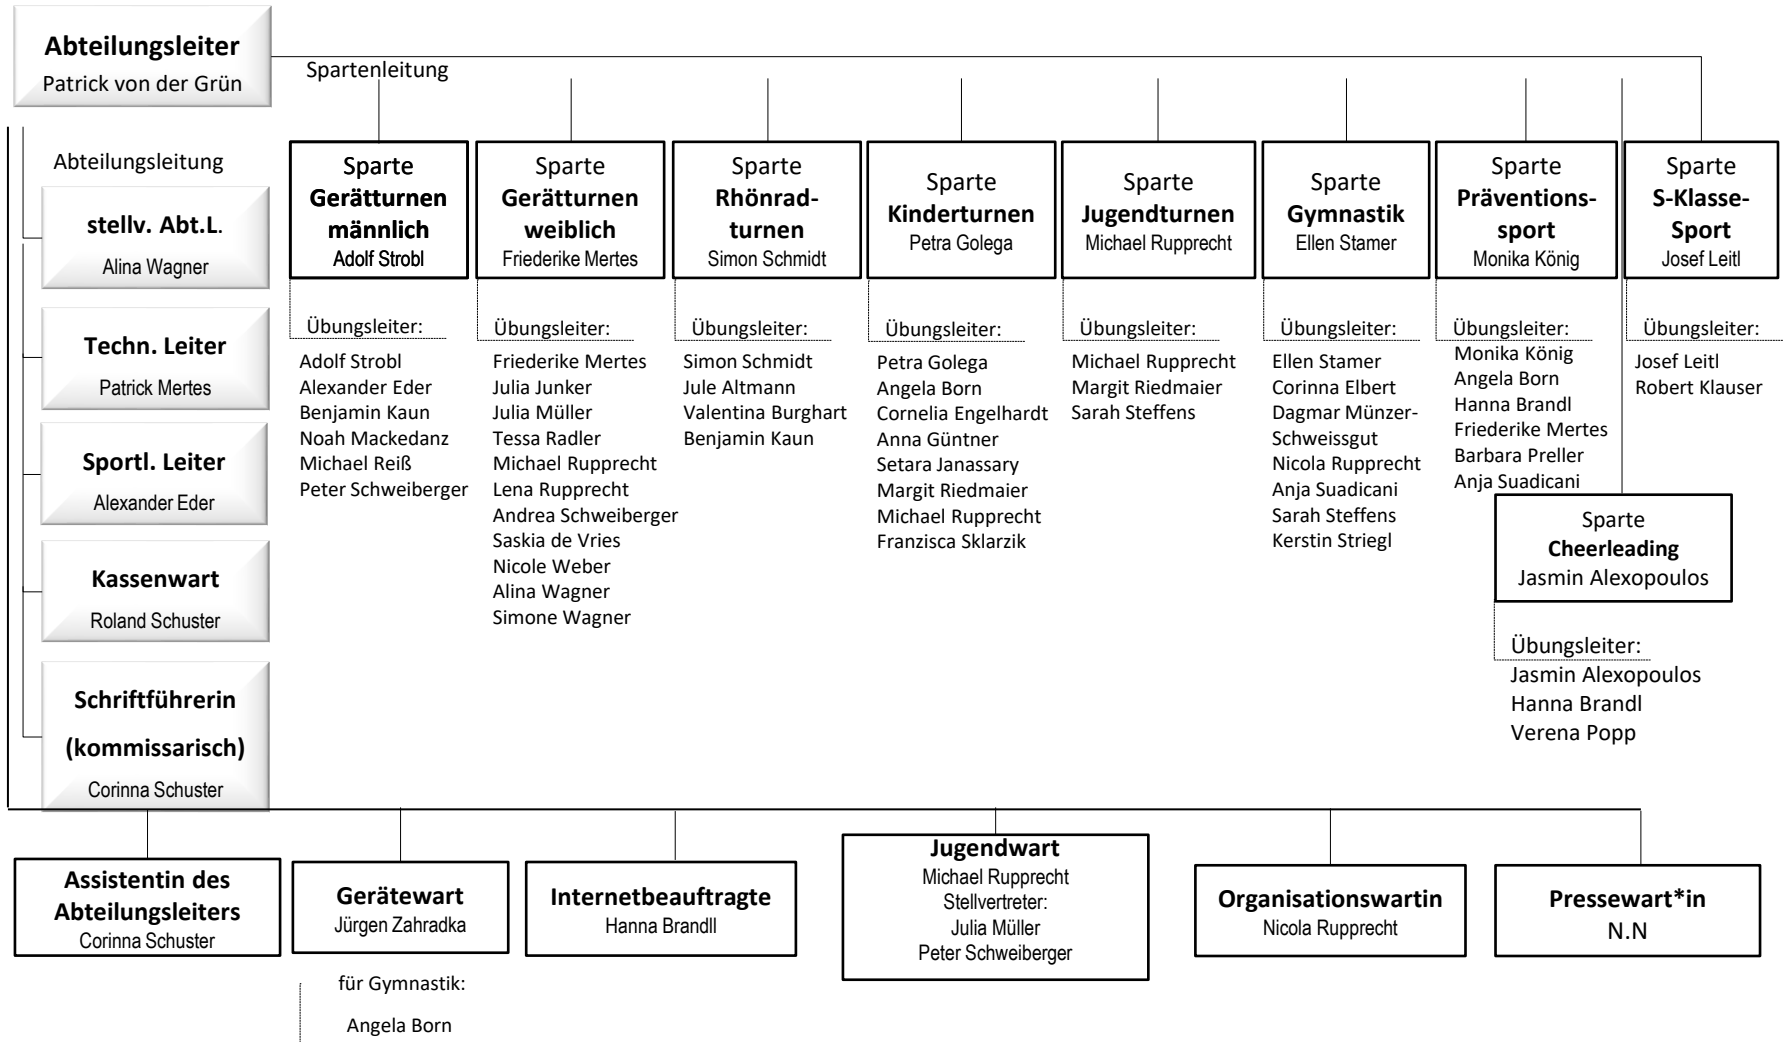 Abteilungsleiter
Patrick von der Grün
Spartenleitung
Abteilungsleitung
stellv. Abt.L.
Alina Wagner
Techn. Leiter
Patrick Mertes
Sportl. Leiter
Alexander Eder
Kassenwart
Roland Schuster
Schriftführerin
(kommissarisch)
Corinna Schuster
Sparte
Gerätturnen
männlich
Adolf Strobl
Übungsleiter:
Adolf Strobl
Alexander Eder
Benjamin Kaun
Noah Mackedanz
Michael Reiß
Peter Schweiberger
Sparte
Gerätturnen
weiblich
Friederike Mertes
Übungsleiter:
Friederike Mertes
Julia Junker
Julia Müller
Tessa Radler
Michael Rupprecht
Lena Rupprecht
Andrea Schweiberger
Saskia de Vries
Nicole Weber
Alina Wagner
Simone Wagner
Sparte
Rhönrad-
turnen
Simon Schmidt
Übungsleiter:
Simon Schmidt
Jule Altmann
Valentina Burghart
Benjamin Kaun
Sparte
Kinderturnen
Petra Golega
Übungsleiter:
Petra Golega
Angela Born
Cornelia Engelhardt
Anna Güntner
Setara Janassary
Margit Riedmaier
Michael Rupprecht
Franzisca Sklarzik
Sparte
Jugendturnen
Michael Rupprecht
Übungsleiter:
Michael Rupprecht
Margit Riedmaier
Sarah Steffens
Sparte
Gymnastik
Ellen Stamer
Übungsleiter:
Ellen Stamer
Corinna Elbert
Dagmar Münzer-
Schweissgut
Nicola Rupprecht
Anja Suadicani
Sarah Steffens
Kerstin Striegl
Sparte
Präventions-
sport
Monika König
Übungsleiter:
Monika König
Angela Born
Hanna Brandl
Friederike Mertes
Barbara Preller
Anja Suadicani
Sparte
S-Klasse-
Sport
Josef Leitl
Übungsleiter:
Josef Leitl
Robert Klauser
Sparte
Cheerleading
Jasmin Alexopoulos
Übungsleiter:
Jasmin Alexopoulos
Hanna Brandl
Verena Popp
Assistentin des
Abteilungsleiters
Corinna Schuster
Gerätewart
Jürgen Zahradka
für Gymnastik:
Angela Born
Internetbeauftragte
Hanna Brandll
Jugendwart
Michael Rupprecht
Stellvertreter:
Julia Müller
Peter Schweiberger
Organisationswartin
Nicola Rupprecht
Pressewart*in
N.N